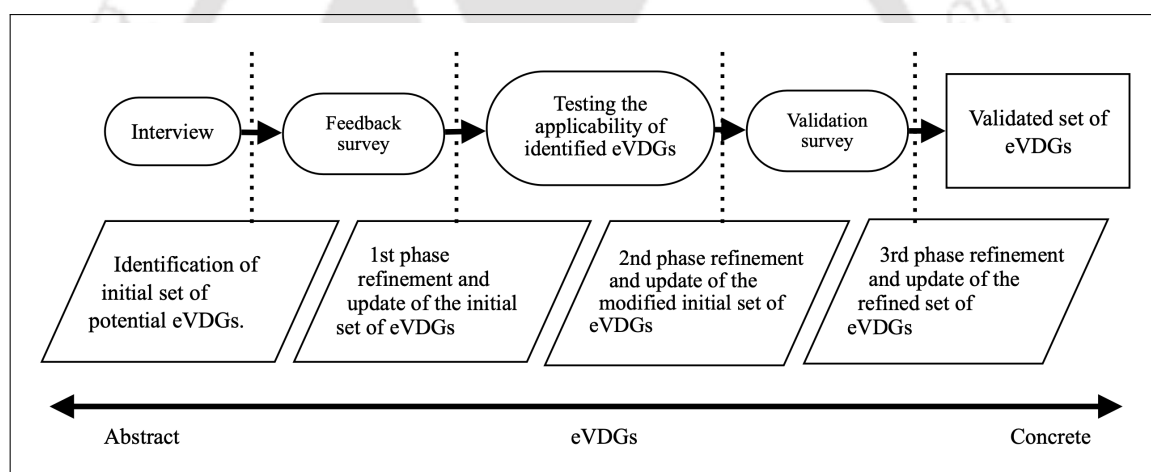 Interview
Feedback
survey
Testing the
applicability of
identified eVDGs
Validation
survey
Validated set of
eVDGs
Identification of
initial set of
potential eVDGs.
1st phase
refinement and
update of the initial
set of eVDGs
2nd phase refinement
and update of the
modified initial set of
eVDGs
3rd phase refinement
and update of the
refined set of
eVDGs
Abstract
eVDGs
Concrete